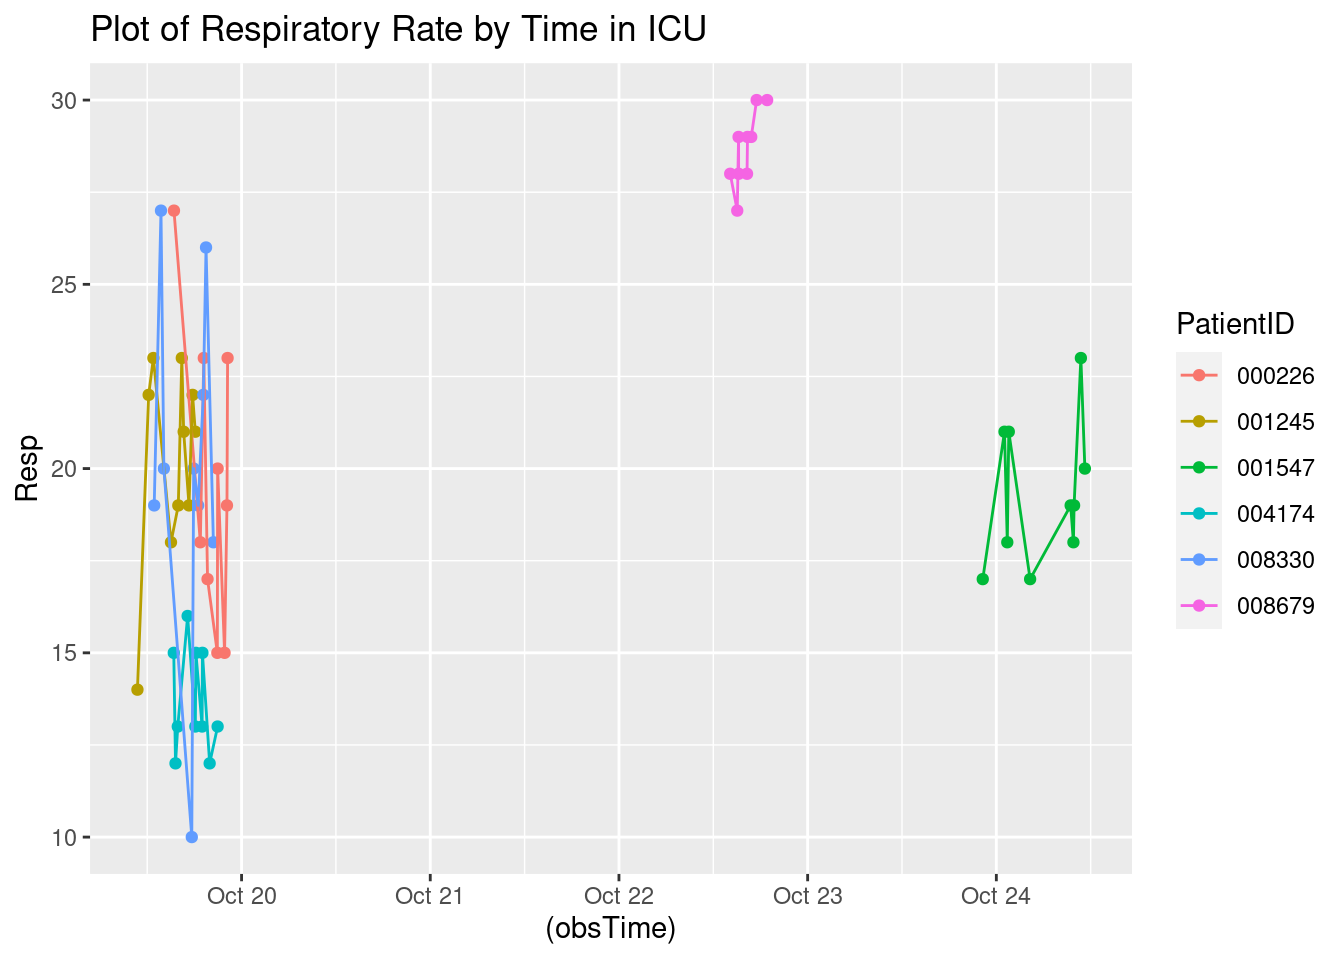 Plot of Respiratory Rate by Time in ICU
30
25
20
15
10
Resp
Oct 20
Oct 21
Oct 22
Oct 23
Oct 24
(obsTime)
PatientID
000226
001245
001547
004174
008330
008679